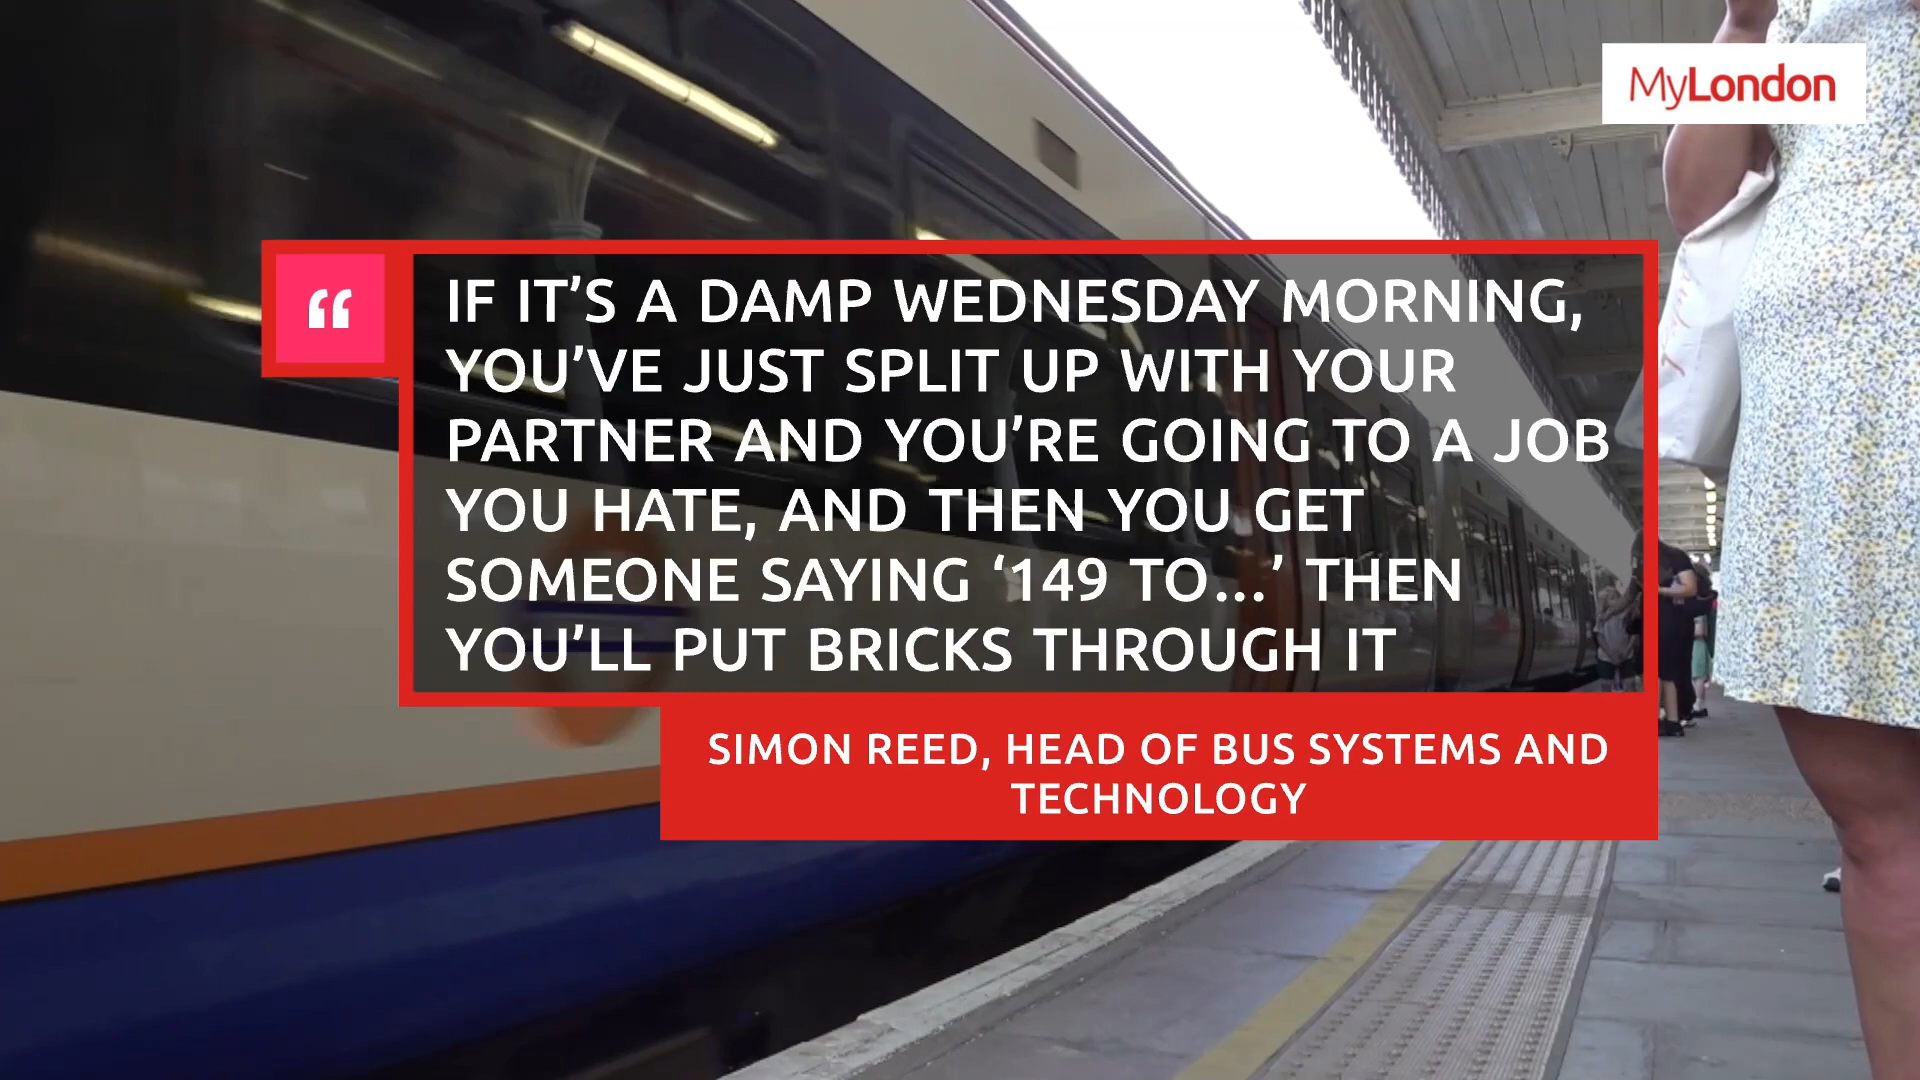 MyLondon
“
IF IT’S A DAMP WEDNESDAY MORNING,
YOU’VE JUST SPLIT UP WITH YOUR
PARTNER AND YOU’RE GOING TO A JOB
YOU HATE, AND THEN YOU GET
SOMEONE SAYING ‘149 TO...’ THEN
YOU’LL PUT BRICKS THROUGH IT
SIMON REED, HEAD OF BUS SYSTEMS AND
TECHNOLOGY